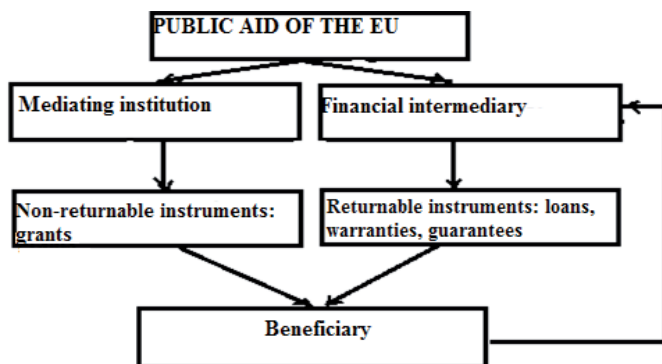 PUBLIC AID OF THE EU
Mediating institution
Financial intermediary
Non-returnable instruments:
grants
Returnable instruments: loans,
warranties, guarantees
Beneficiary